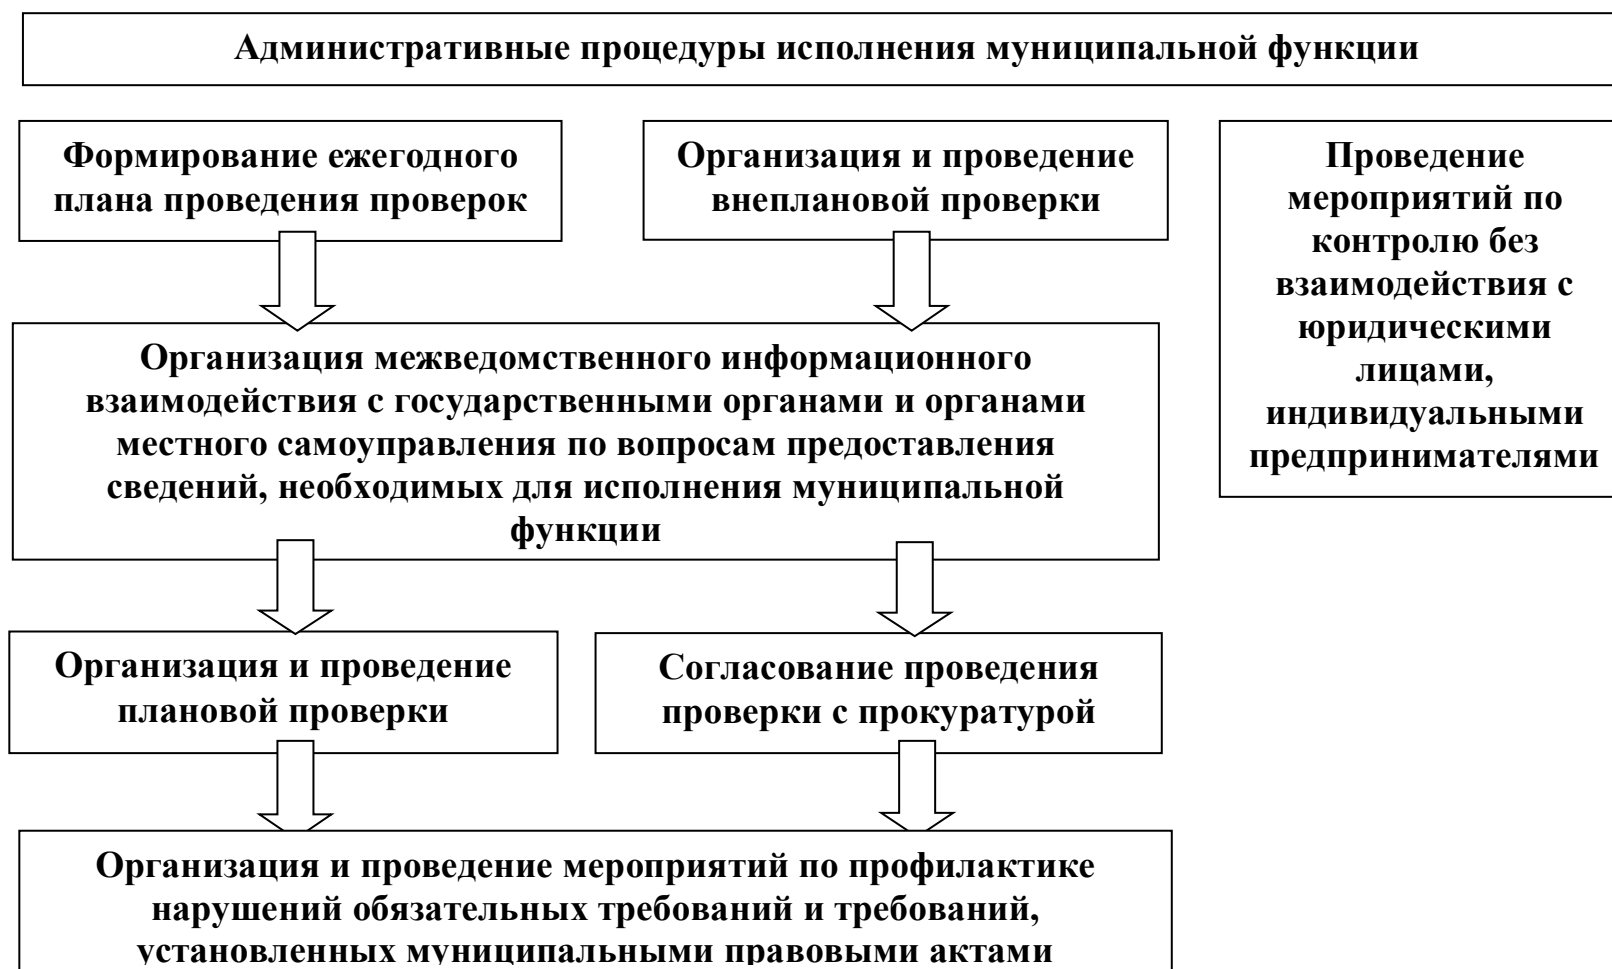 Административные процедуры исполнения муниципальной функции
Формирование ежегодного
плана проведения проверок
Организация и проведение
внеплановой проверки
Проведение
мероприятий по
контролю без
взаимодействия с
юридическими
лицами,
индивидуальными
предпринимателями
Организация межведомственного информационного
взаимодействия с государственными органами и органами
местного самоуправления по вопросам предоставления
сведений, необходимых для исполнения муниципальной
функции
Организация и проведение
плановой проверки
Согласование проведения
проверки с прокуратурой
Организация и проведение мероприятий по профилактике
нарушений обязательных требований и требований,
установленных муниципальными правовыми актами